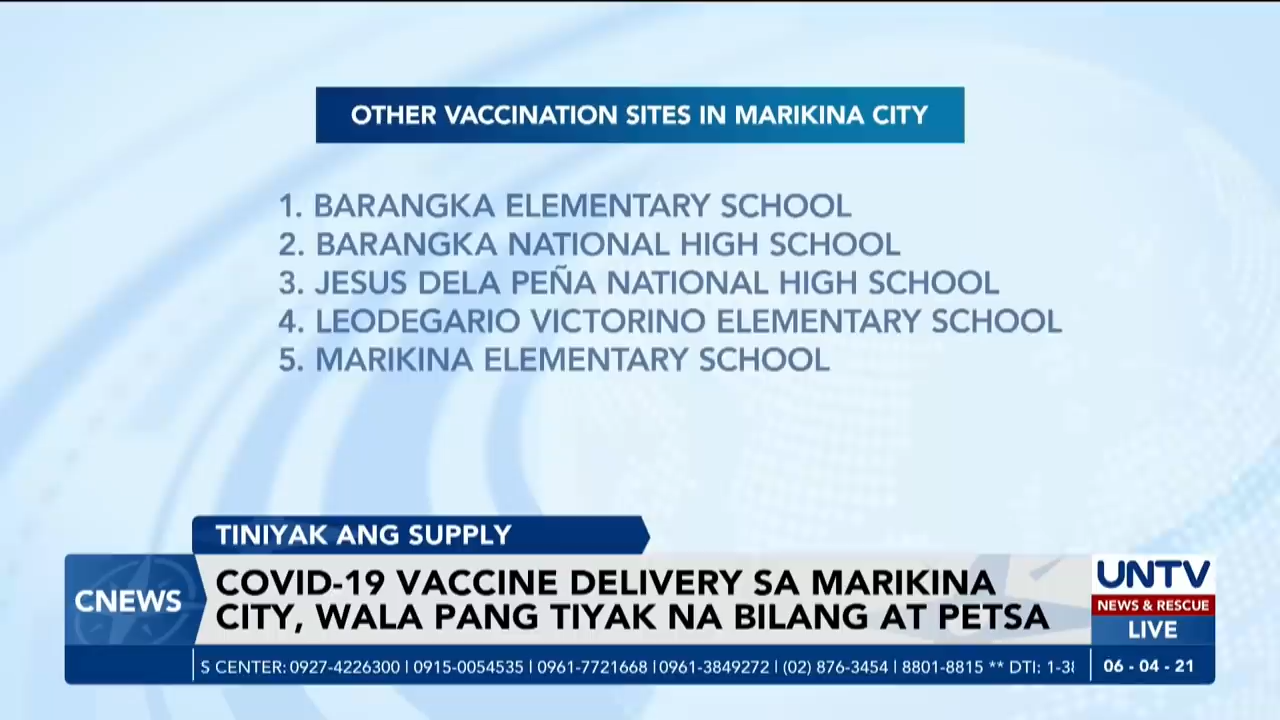 OTHER VACCINATION SITES IN MARIKINA CITY
1. BARANGKA ELEMENTARY SCHOOL
2. BARANGKA NATIONAL HIGH SCHOOL
3. JESUS DELA PEÑA NATIONAL HIGH SCHOOL
4. LEODEGARIO VICTORINO ELEMENTARY SCHOOL
5. MARIKINA ELEMENTARY SCHOOL
TINIYAK ANG SUPPLY
CNEWS
COVID-19 VACCINE DELIVERY SA MARIKINA
CITY, WALA PANG TIYAK NA BILANG AT PETSA
UNTV
NEWS & RESCUE
LIVE
S CENTER: 0927-4226300 | 0915-0054535 | 0961-7721668 | 0961-3849272 | (02) 876-3454 | 8801-8815 ** DTI: 1-38
06 - 04 - 21